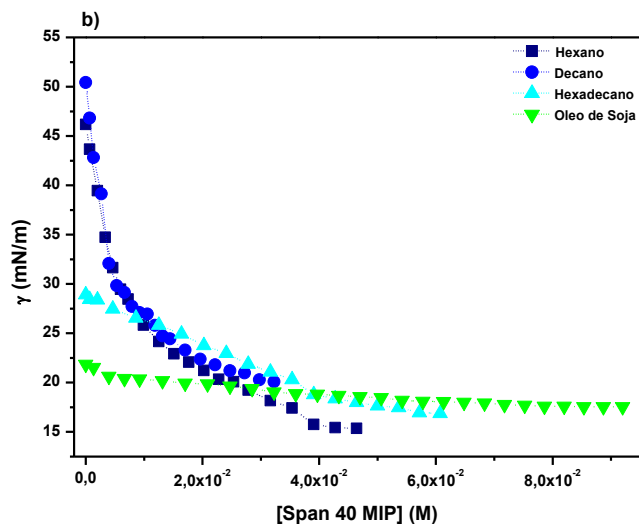 b)
55
50
45
40
35
30
25
20
15
γ (mN/m)
Hexano
Decano
Hexadecano
Oleo de Soja
0,0
2,0x10⁻²
4,0x10⁻²
6,0x10⁻²
8,0x10⁻²
[Span 40 MIP] (M)